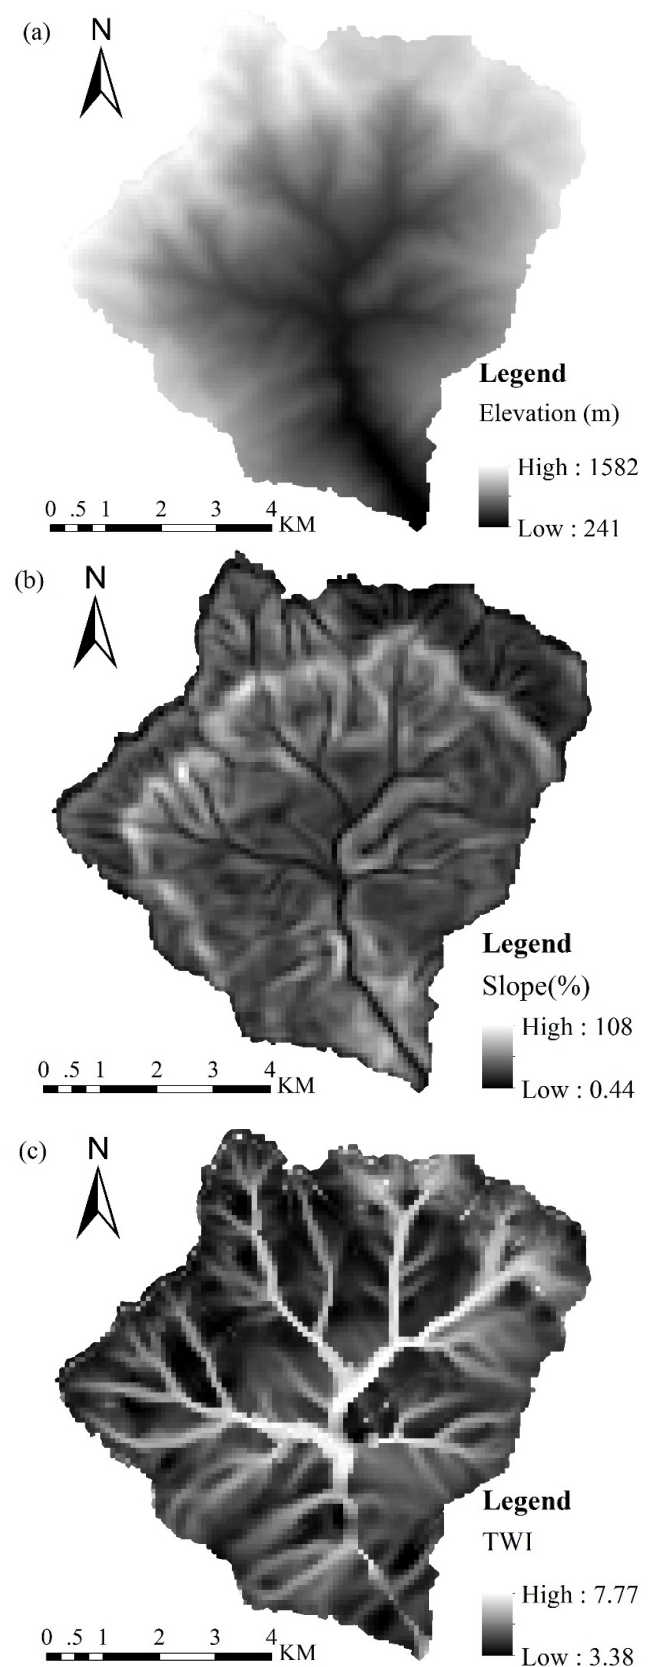 (a)
N
Legend
Elevation (m)
High : 1582
Low : 241
0 .5 1 2 3 4
KM
(b)
N
Legend
Slope(%)
High : 108
Low : 0.44
0 .5 1 2 3 4
KM
(c)
N
Legend
TWI
High : 7.77
Low : 3.38
0 .5 1 2 3 4
KM